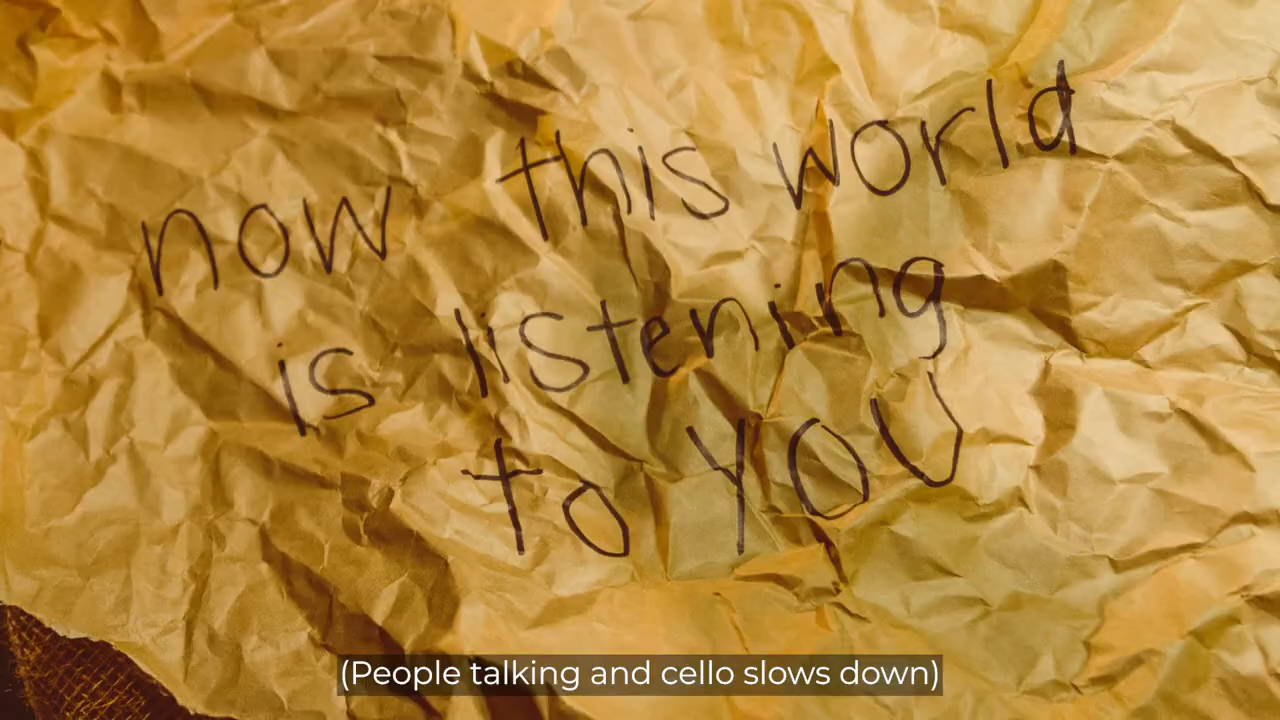 now this world
is listening
to YOU
(People talking and cello slows down)